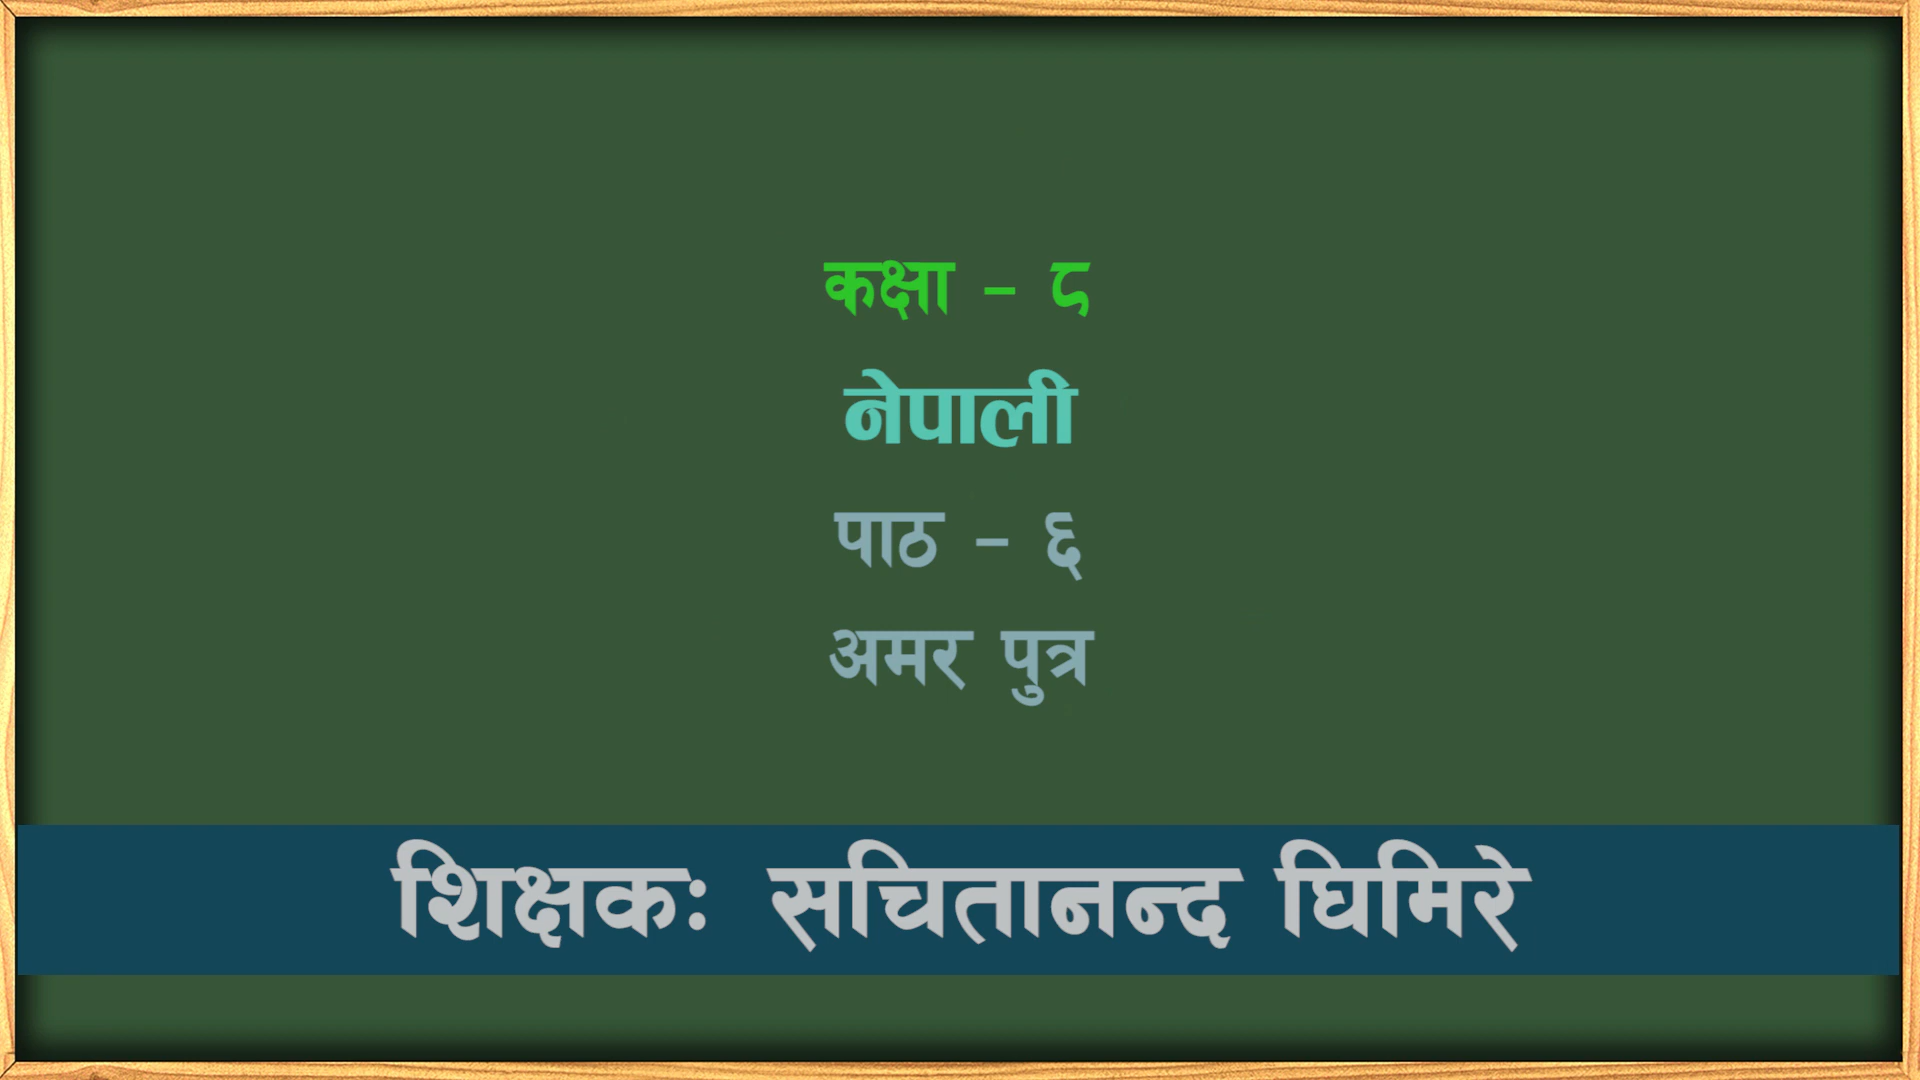 कक्षा – ८
नेपाली
पाठ – ६
अमर पुत्र
शिक्षकः सचितानन्द घिमिरे